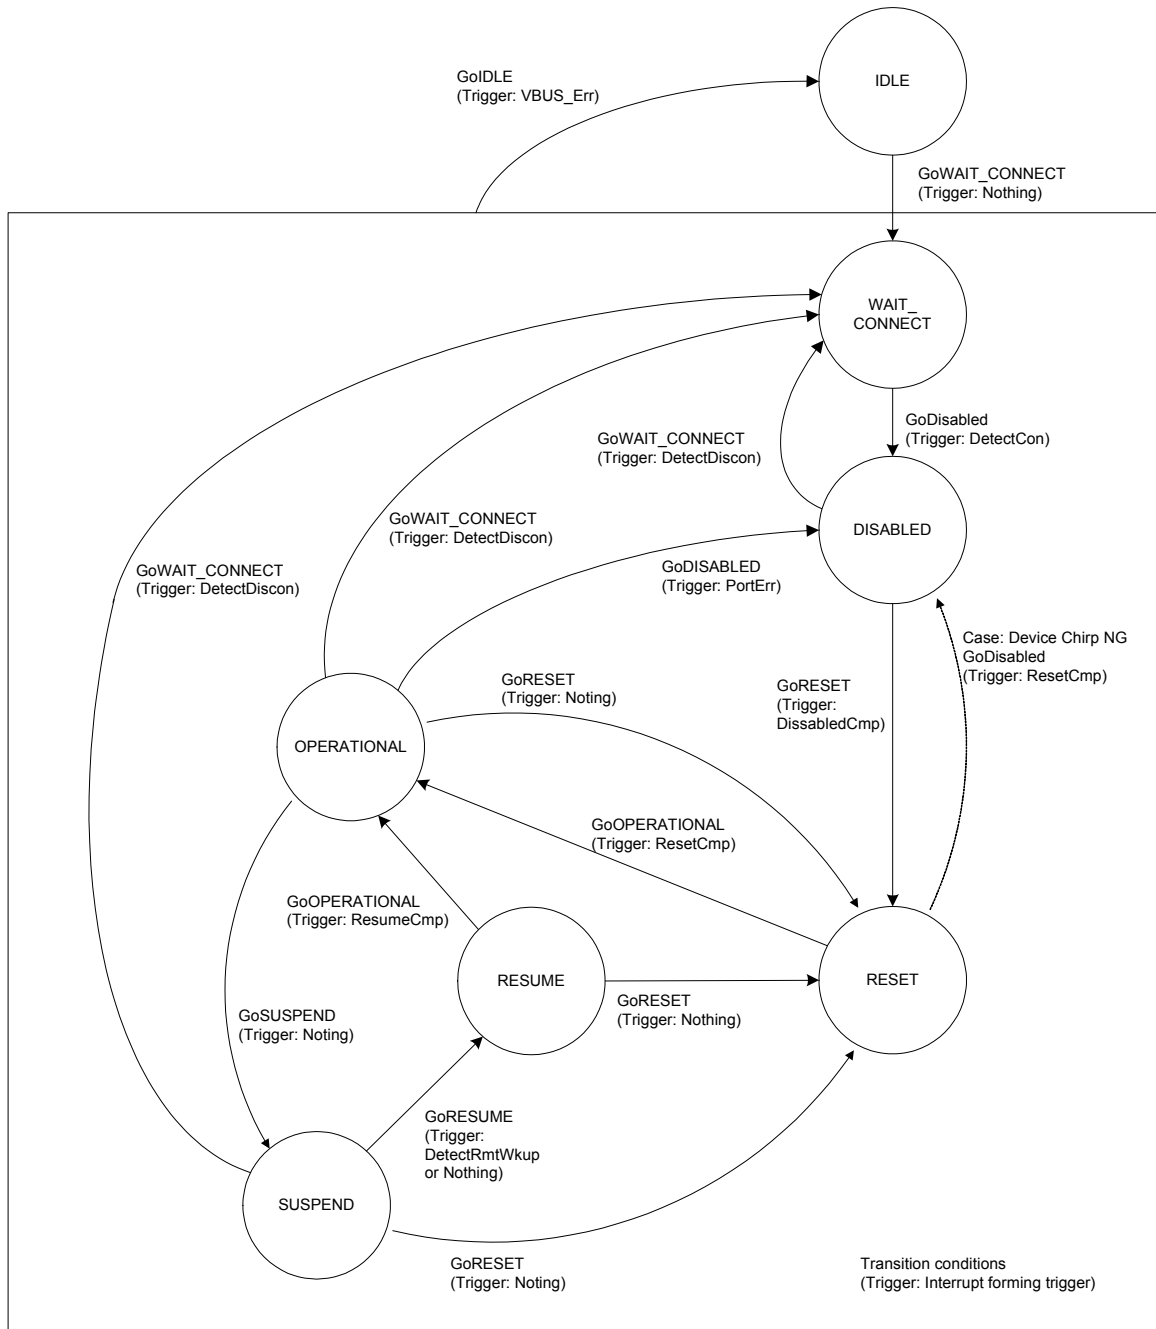 IDLE
GoIDLE
(Trigger: VBUS_Err)
GoWAIT_CONNECT
(Trigger: Nothing)
WAIT_
CONNECT
GoDisabled
(Trigger: DetectCon)
GoWAIT_CONNECT
(Trigger: DetectDiscon)
DISABLED
GoWAIT_CONNECT
(Trigger: DetectDiscon)
GoWAIT_CONNECT
(Trigger: DetectDiscon)
GoDISABLED
(Trigger: PortErr)
Case: Device Chirp NG
GoDisabled
(Trigger: ResetCmp)
GoRESET
(Trigger: Noting)
GoRESET
(Trigger:
DissabledCmp)
OPERATIONAL
GoOPERATIONAL
(Trigger: ResetCmp)
GoOPERATIONAL
(Trigger: ResumeCmp)
RESUME
RESET
GoRESET
(Trigger: Nothing)
GoSUSPEND
(Trigger: Noting)
GoRESUME
(Trigger:
DetectRmtWkup
or Nothing)
SUSPEND
GoRESET
(Trigger: Noting)
Transition conditions
(Trigger: Interrupt forming trigger)